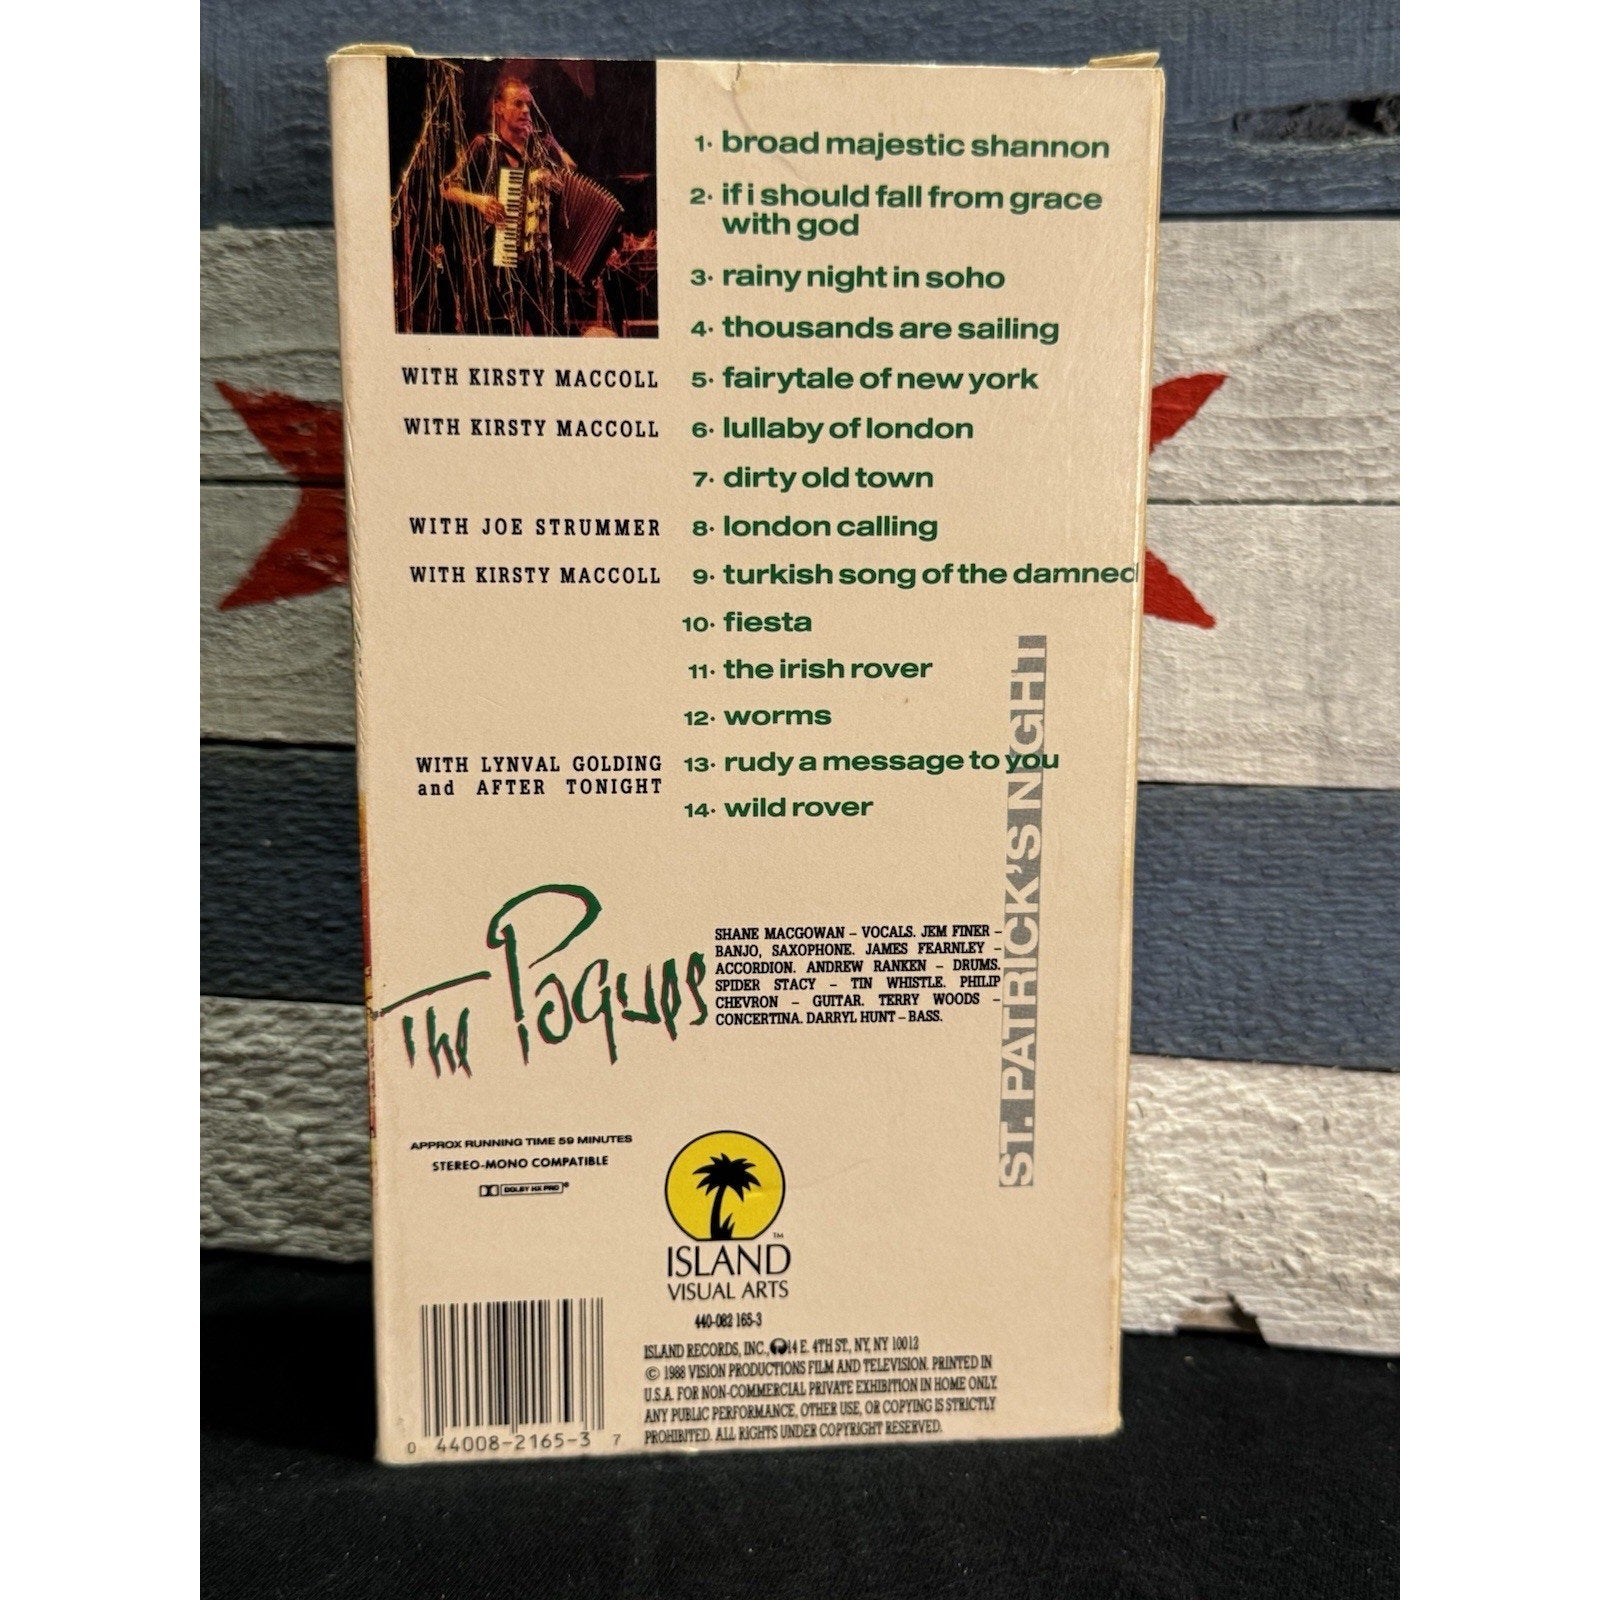 1· broad majestic shannon
2· if i should fall from grace
with god
3· rainy night in soho
4· thousands are sailing
WITH KIRSTY MACCOLL 5· fairytale of new york
WITH KIRSTY MACCOLL 6· lullaby of london
7· dirty old town
WITH JOE STRUMMER 8· london calling
WITH KIRSTY MACCOLL 9· turkish song of the damned
10· fiesta
11· the irish rover
12· worms
WITH LYNVAL GOLDING 13· rudy a message to you
and AFTER TONIGHT
14· wild rover
ST. PATRICK'S NIGHT
The Pogues
SHANE MACGOWAN – VOCALS. JEM FINER –
BANJO, SAXOPHONE. JAMES FEARNLEY –
ACCORDION. ANDREW RANKEN – DRUMS.
SPIDER STACY – TIN WHISTLE. PHILIP
CHEVRON – GUITAR. TERRY WOODS –
CONCERTINA. DARRYL HUNT – BASS.
APPROX RUNNING TIME 59 MINUTES
STEREO-MONO COMPATIBLE
DOLBY HX PRO
ISLAND ™
VISUAL ARTS
440-082 165-3
ISLAND RECORDS, INC., 14 E. 4TH ST., NY, NY 10012
© 1988 VISION PRODUCTIONS FILM AND TELEVISION. PRINTED IN
U.S.A. FOR NON-COMMERCIAL PRIVATE EXHIBITION IN HOME ONLY.
ANY PUBLIC PERFORMANCE, OTHER USE, OR COPYING IS STRICTLY
PROHIBITED. ALL RIGHTS UNDER COPYRIGHT RESERVED.
0 44008-2165-3 7